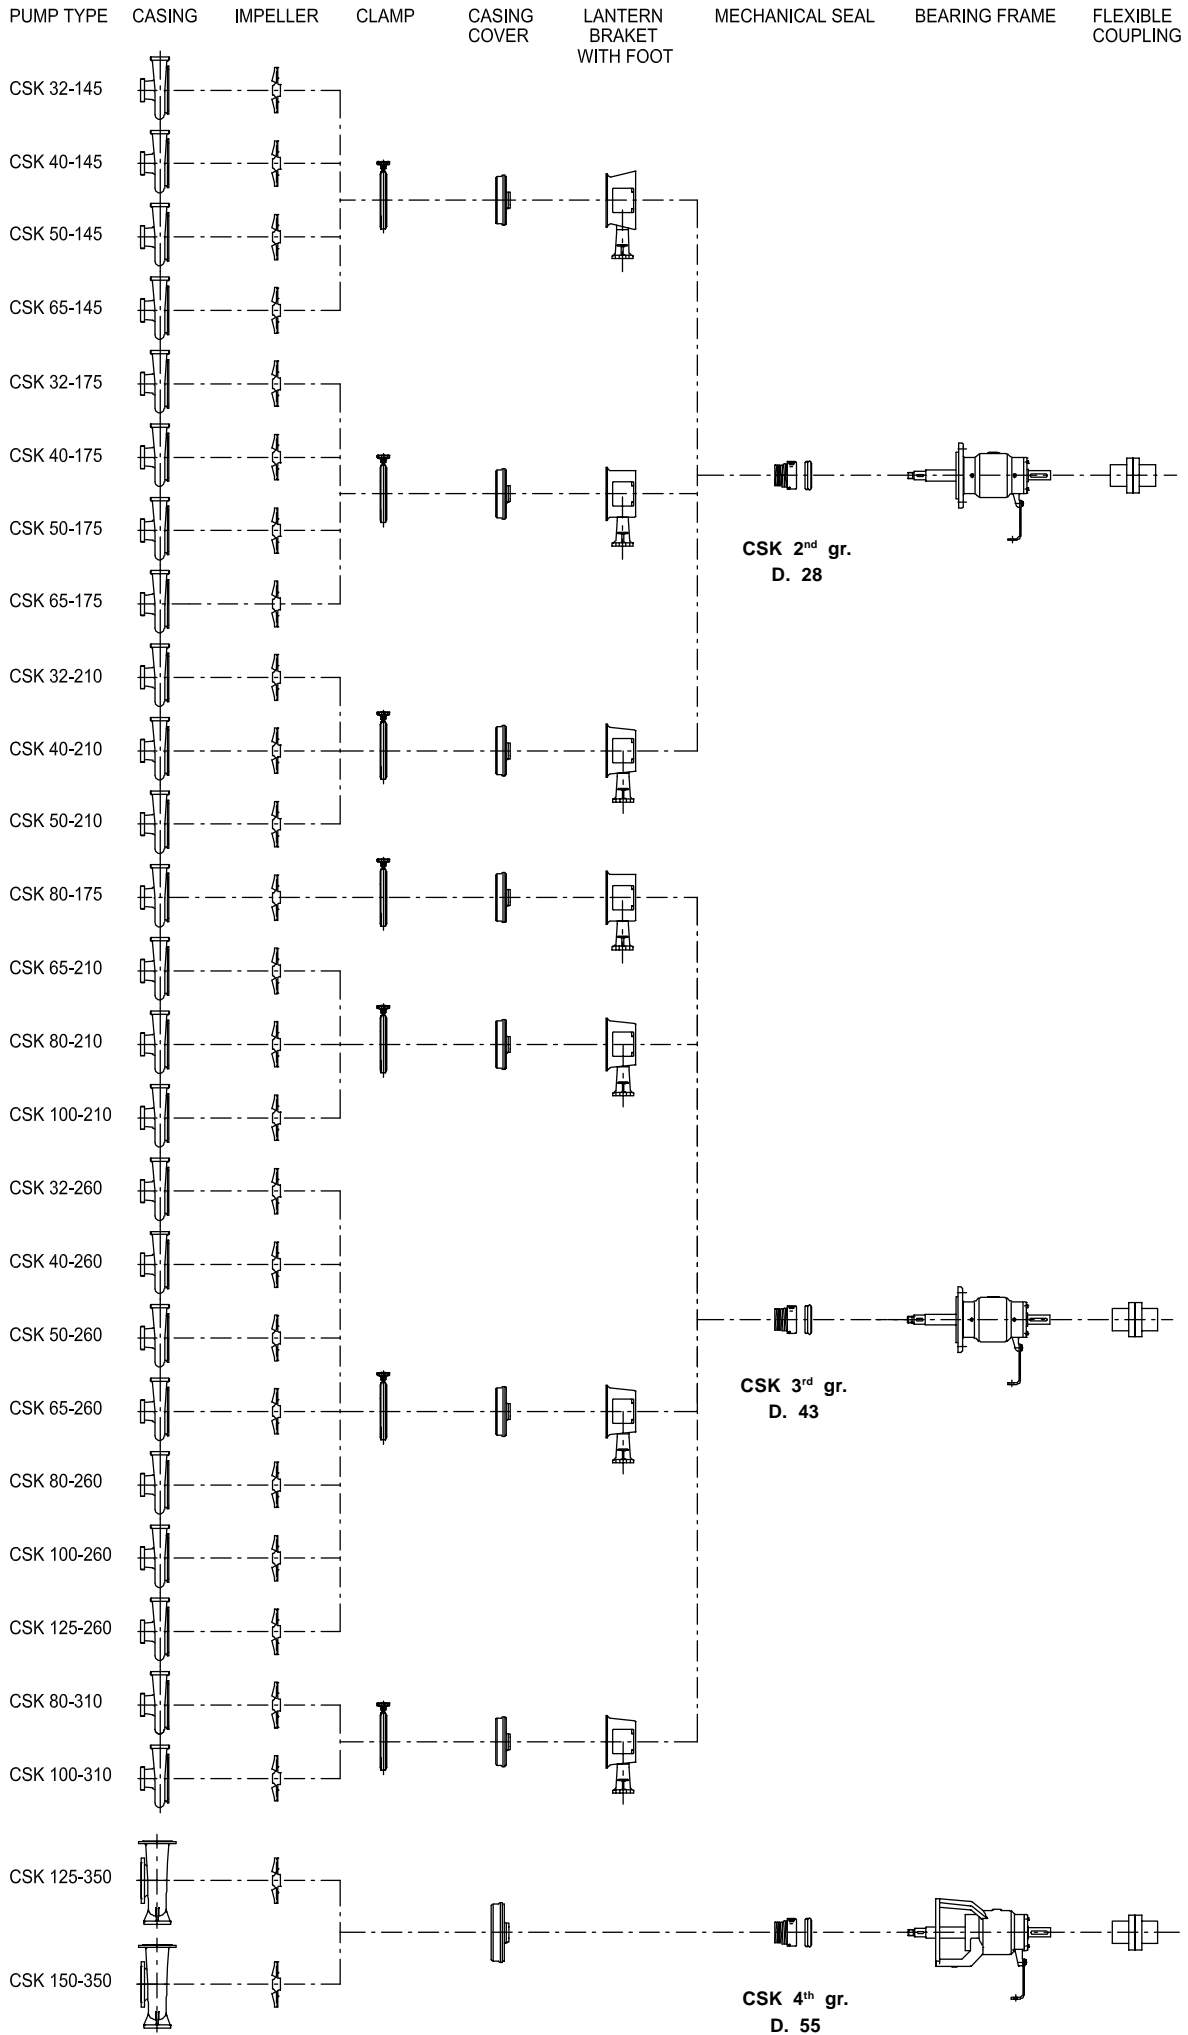 PUMP TYPE CASING IMPELLER CLAMP CASING LANTERN MECHANICAL SEAL BEARING FRAME FLEXIBLE
COVER BRAKET COUPLING
WITH FOOT
CSK 32-145
CSK 40-145
CSK 50-145
CSK 65-145
CSK 32-175
CSK 40-175
CSK 50-175
CSK 2nd gr.
D. 28
CSK 65-175
CSK 32-210
CSK 40-210
CSK 50-210
CSK 80-175
CSK 65-210
CSK 80-210
CSK 100-210
CSK 32-260
CSK 40-260
CSK 50-260
CSK 3rd gr.
D. 43
CSK 65-260
CSK 80-260
CSK 100-260
CSK 125-260
CSK 80-310
CSK 100-310
CSK 125-350
CSK 150-350
CSK 4th gr.
D. 55